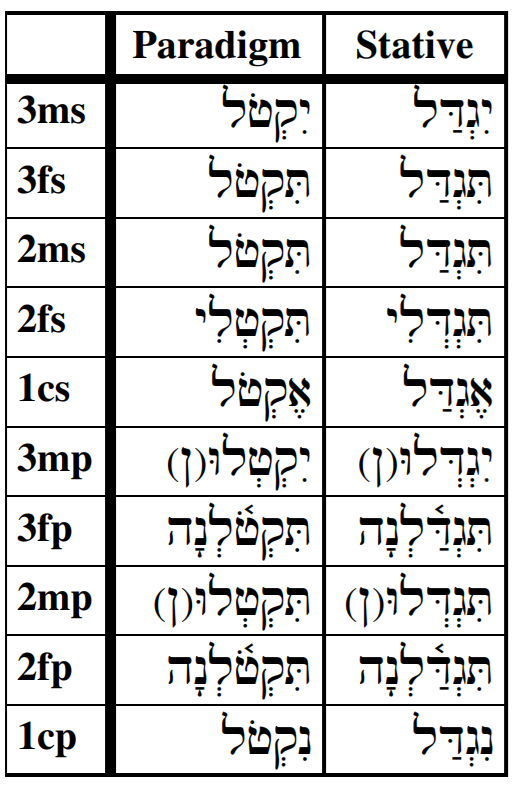 Paradigm Stative
3ms יִקְטֹל יִגְדַּל
3fs תִּקְטֹל תִּגְדַּל
2ms תִּקְטֹל תִּגְדַּל
2fs תִּקְטְלִי תִּגְדְּלִי
1cs אֶקְטֹל אֶגְדַּל
3mp יִקְטְלוּ(ן) יִגְדְּלוּ(ן)
3fp תִּקְטֹ֫לְנָה תִּגְדַּ֫לְנָה
2mp תִּקְטְלוּ(ן) תִּגְדְּלוּ(ן)
2fp תִּקְטֹ֫לְנָה תִּגְדַּ֫לְנָה
1cp נִקְטֹל נִגְדַּל